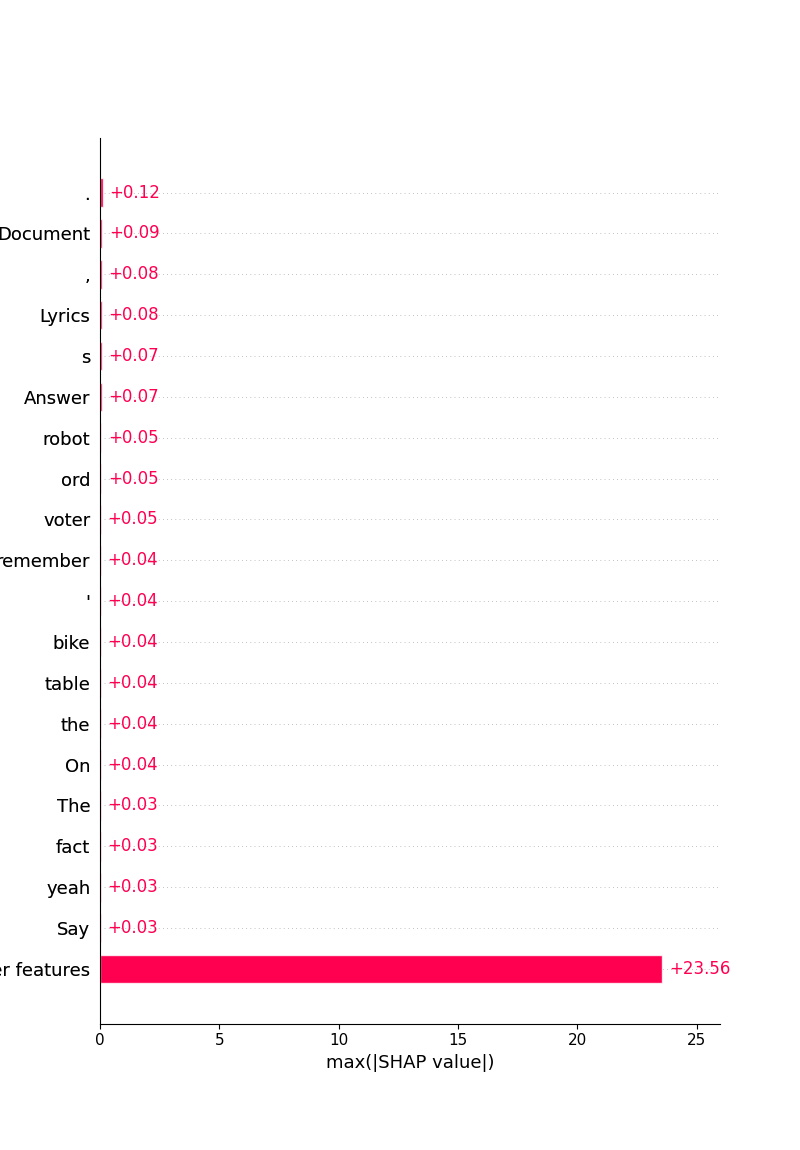 . +0.12
Document +0.09
, +0.08
Lyrics +0.08
s +0.07
Answer +0.07
robot +0.05
ord +0.05
voter +0.05
remember +0.04
' +0.04
bike +0.04
table +0.04
the +0.04
On +0.04
The +0.03
fact +0.03
yeah +0.03
Say +0.03
er features +23.56
0 5 10 15 20 25
max(|SHAP value|)